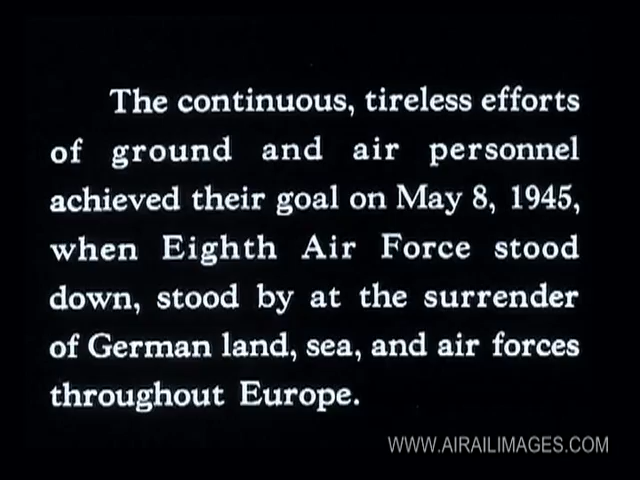 The continuous, tireless efforts
of ground and air personnel
achieved their goal on May 8, 1945,
when Eighth Air Force stood
down, stood by at the surrender
of German land, sea, and air forces
throughout Europe.
WWW.AIRAILIMAGES.COM